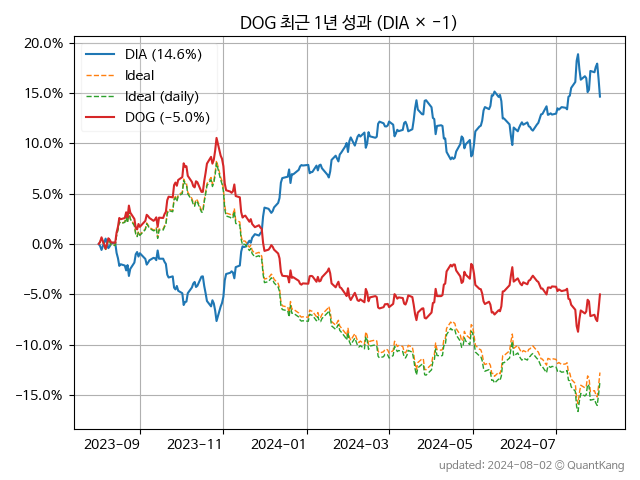 DOG 최근 1년 성과 (DIA × −1)
20.0%
15.0%
10.0%
5.0%
0.0%
−5.0%
−10.0%
−15.0%
DIA (14.6%)
Ideal
Ideal (daily)
DOG (−5.0%)
2023-09
2023-11
2024-01
2024-03
2024-05
2024-07
updated: 2024-08-02 © QuantKang